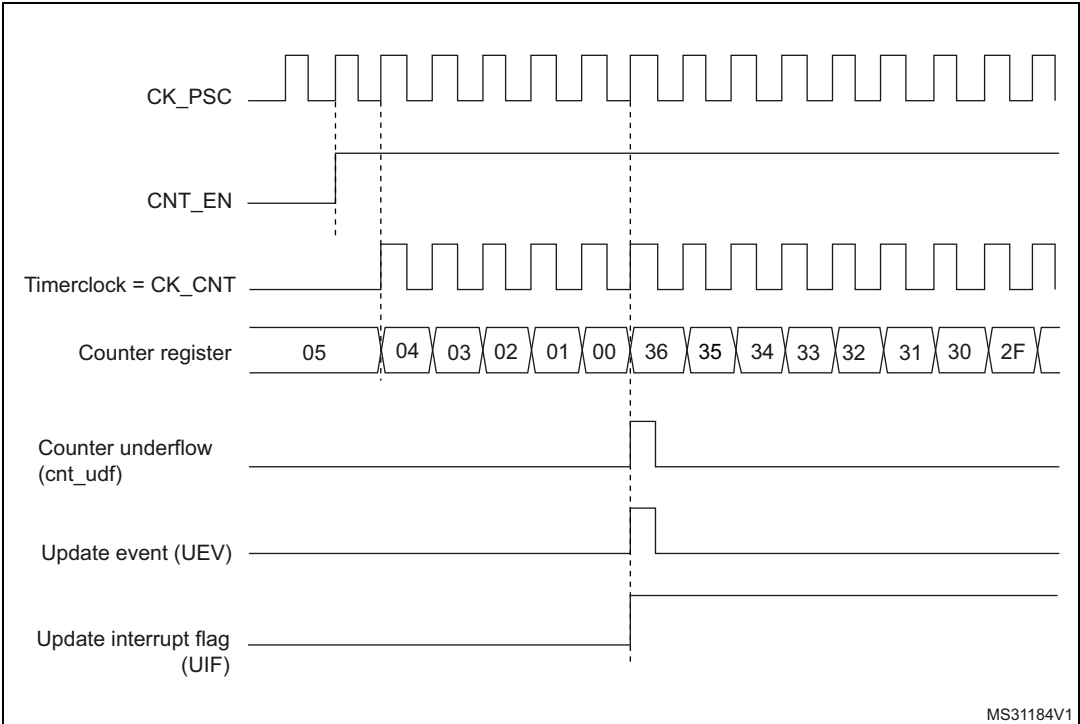 CK_PSC
CNT_EN
Timerclock = CK_CNT
Counter register 05 04 03 02 01 00 36 35 34 33 32 31 30 2F
Counter underflow
(cnt_udf)
Update event (UEV)
Update interrupt flag
(UIF)
MS31184V1